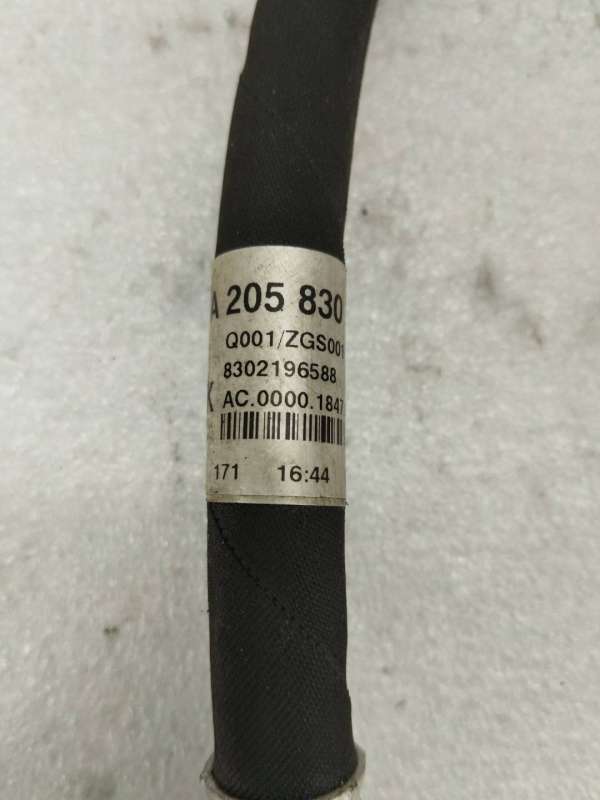 A 205 830
Q001/ZGS001
8302196588
K AC.0000.1847
171 16:44